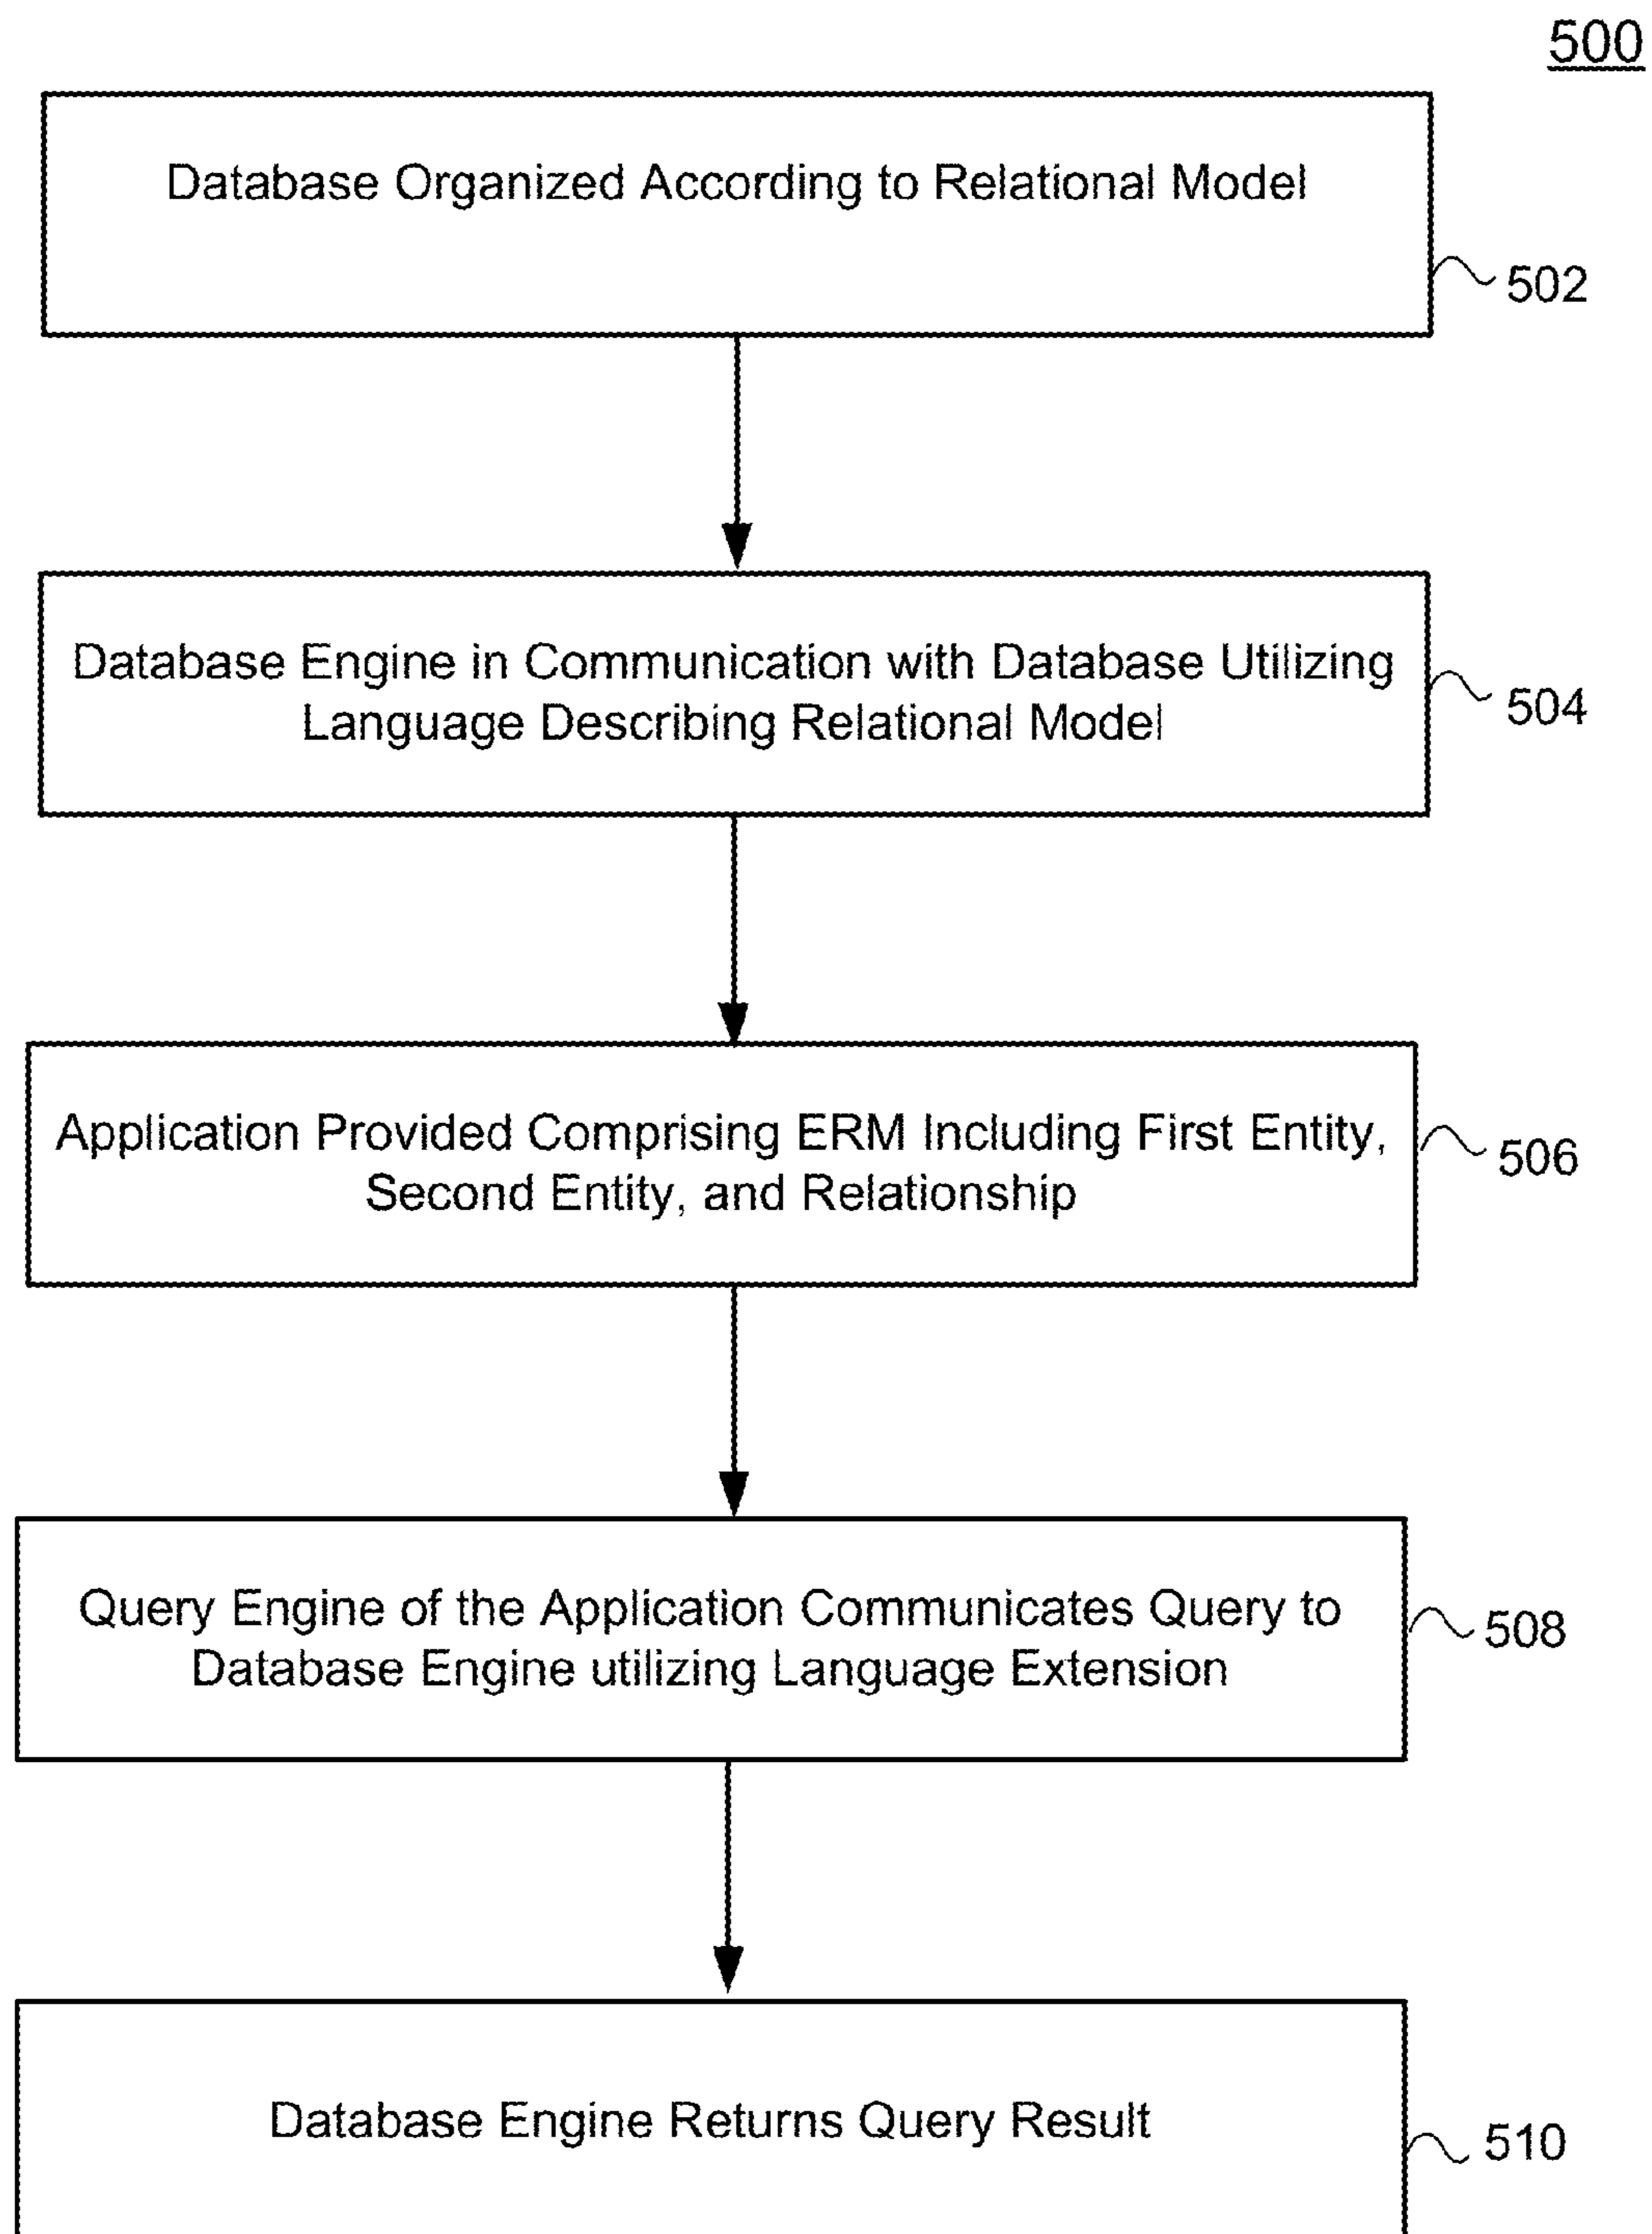 500
Database Organized According to Relational Model
502
Database Engine in Communication with Database Utilizing
Language Describing Relational Model
504
Application Provided Comprising ERM Including First Entity,
Second Entity, and Relationship
506
Query Engine of the Application Communicates Query to
Database Engine utilizing Language Extension
508
Database Engine Returns Query Result
510